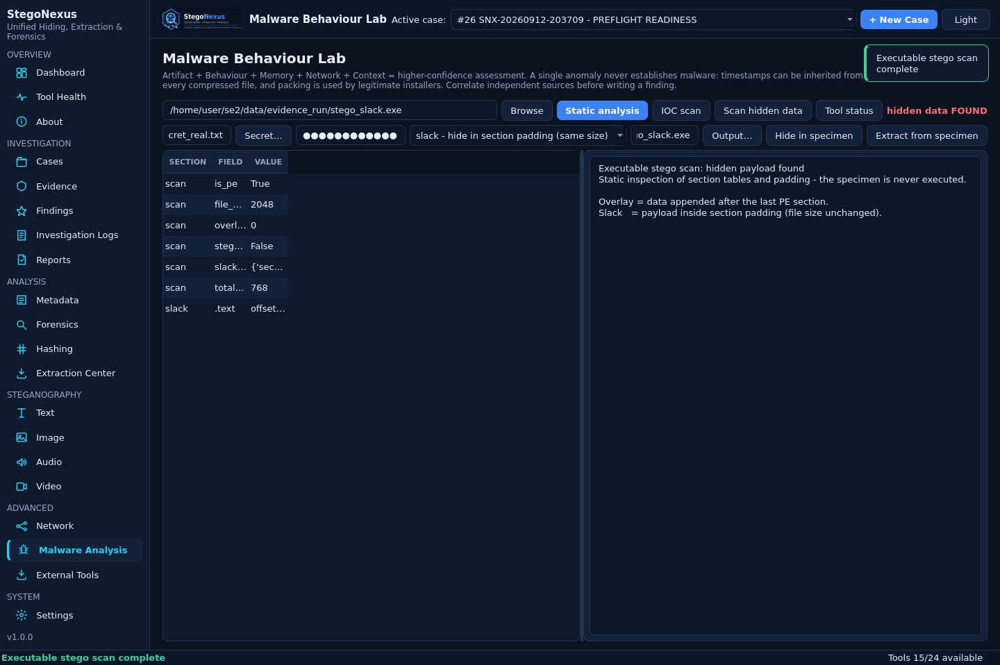 StegoNexus
Unified Hiding, Extraction &
Forensics
OVERVIEW
Dashboard
Tool Health
About
INVESTIGATION
Cases
Evidence
Findings
Investigation Logs
Reports
ANALYSIS
Metadata
Forensics
Hashing
Extraction Center
STEGANOGRAPHY
Text
Image
Audio
Video
ADVANCED
Network
Malware Analysis
External Tools
SYSTEM
Settings
v1.0.0
StegoNexus
UNIFIED HIDING · EXTRACTION · FORENSICS
Malware Behaviour Lab Active case: #26 SNX-20260912-203709 - PREFLIGHT READINESS + New Case Light
Malware Behaviour Lab
Executable stego scan
complete
Artifact + Behaviour + Memory + Network + Context = higher-confidence assessment. A single anomaly never establishes malware: timestamps can be inherited from
every compressed file, and packing is used by legitimate installers. Correlate independent sources before writing a finding.
/home/user/se2/data/evidence_run/stego_slack.exe Browse Static analysis IOC scan Scan hidden data Tool status hidden data FOUND
cret_real.txt Secret... ●●●●●●●●●●●● slack - hide in section padding (same size) o_slack.exe Output... Hide in specimen Extract from specimen
SECTION FIELD VALUE
scan is_pe True
scan file_... 2048
scan overl... 0
scan steg... False
scan slack... {'sec...
scan total... 768
slack .text offset...
Executable stego scan: hidden payload found
Static inspection of section tables and padding - the specimen is never executed.
Overlay = data appended after the last PE section.
Slack = payload inside section padding (file size unchanged).
Executable stego scan complete
Tools 15/24 available